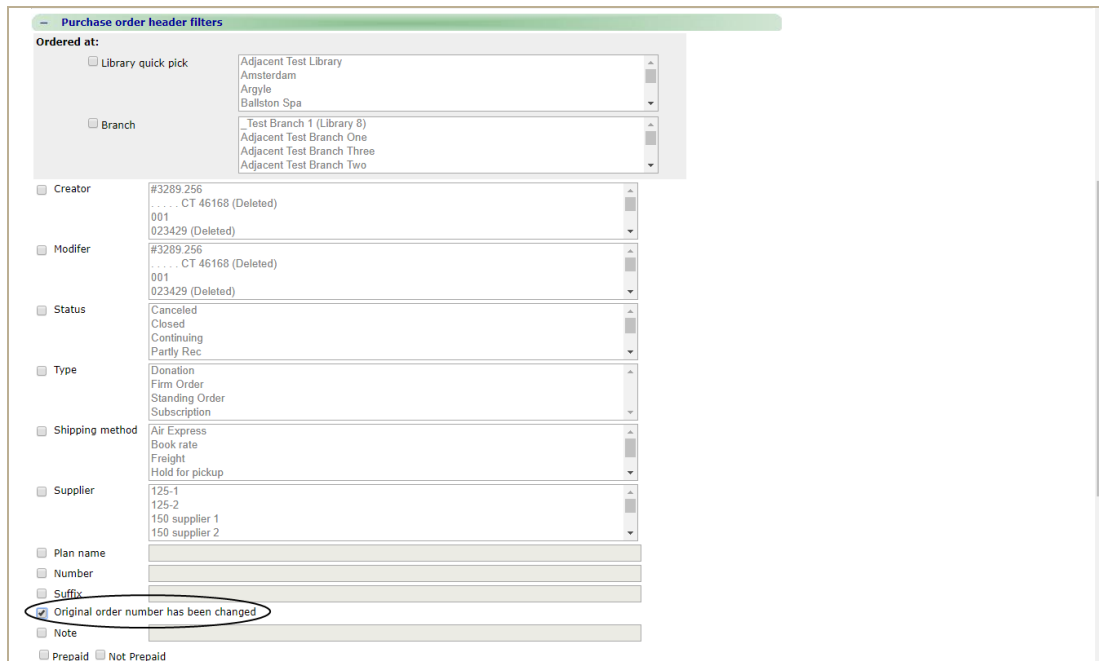 – Purchase order header filters
Ordered at:
Library quick pick
Adjacent Test Library
Amsterdam
Argyle
Ballston Spa
Branch
_Test Branch 1 (Library 8)
Adjacent Test Branch One
Adjacent Test Branch Three
Adjacent Test Branch Two
Creator
#3289.256
. . . . . CT 46168 (Deleted)
001
023429 (Deleted)
Modifer
#3289.256
. . . . . CT 46168 (Deleted)
001
023429 (Deleted)
Status
Canceled
Closed
Continuing
Partly Rec
Type
Donation
Firm Order
Standing Order
Subscription
Shipping method
Air Express
Book rate
Freight
Hold for pickup
Supplier
125-1
125-2
150 supplier 1
150 supplier 2
Plan name
Number
Suffix
Original order number has been changed
Note
Prepaid Not Prepaid